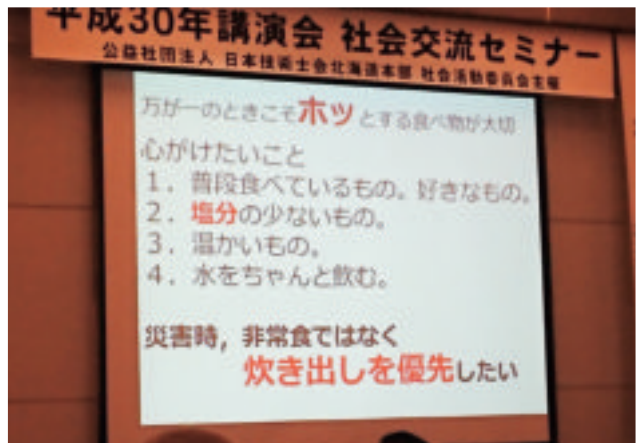 平成30年講演会 社会交流セミナー
公益社団法人 日本技術士会北海道本部 社会活動委員会主催
万が一のときこそホッとする食べ物が大切
心がけたいこと
1．普段食べているもの。好きなもの。
2．塩分の少ないもの。
3．温かいもの。
4．水をちゃんと飲む。
災害時，非常食ではなく
炊き出しを優先したい